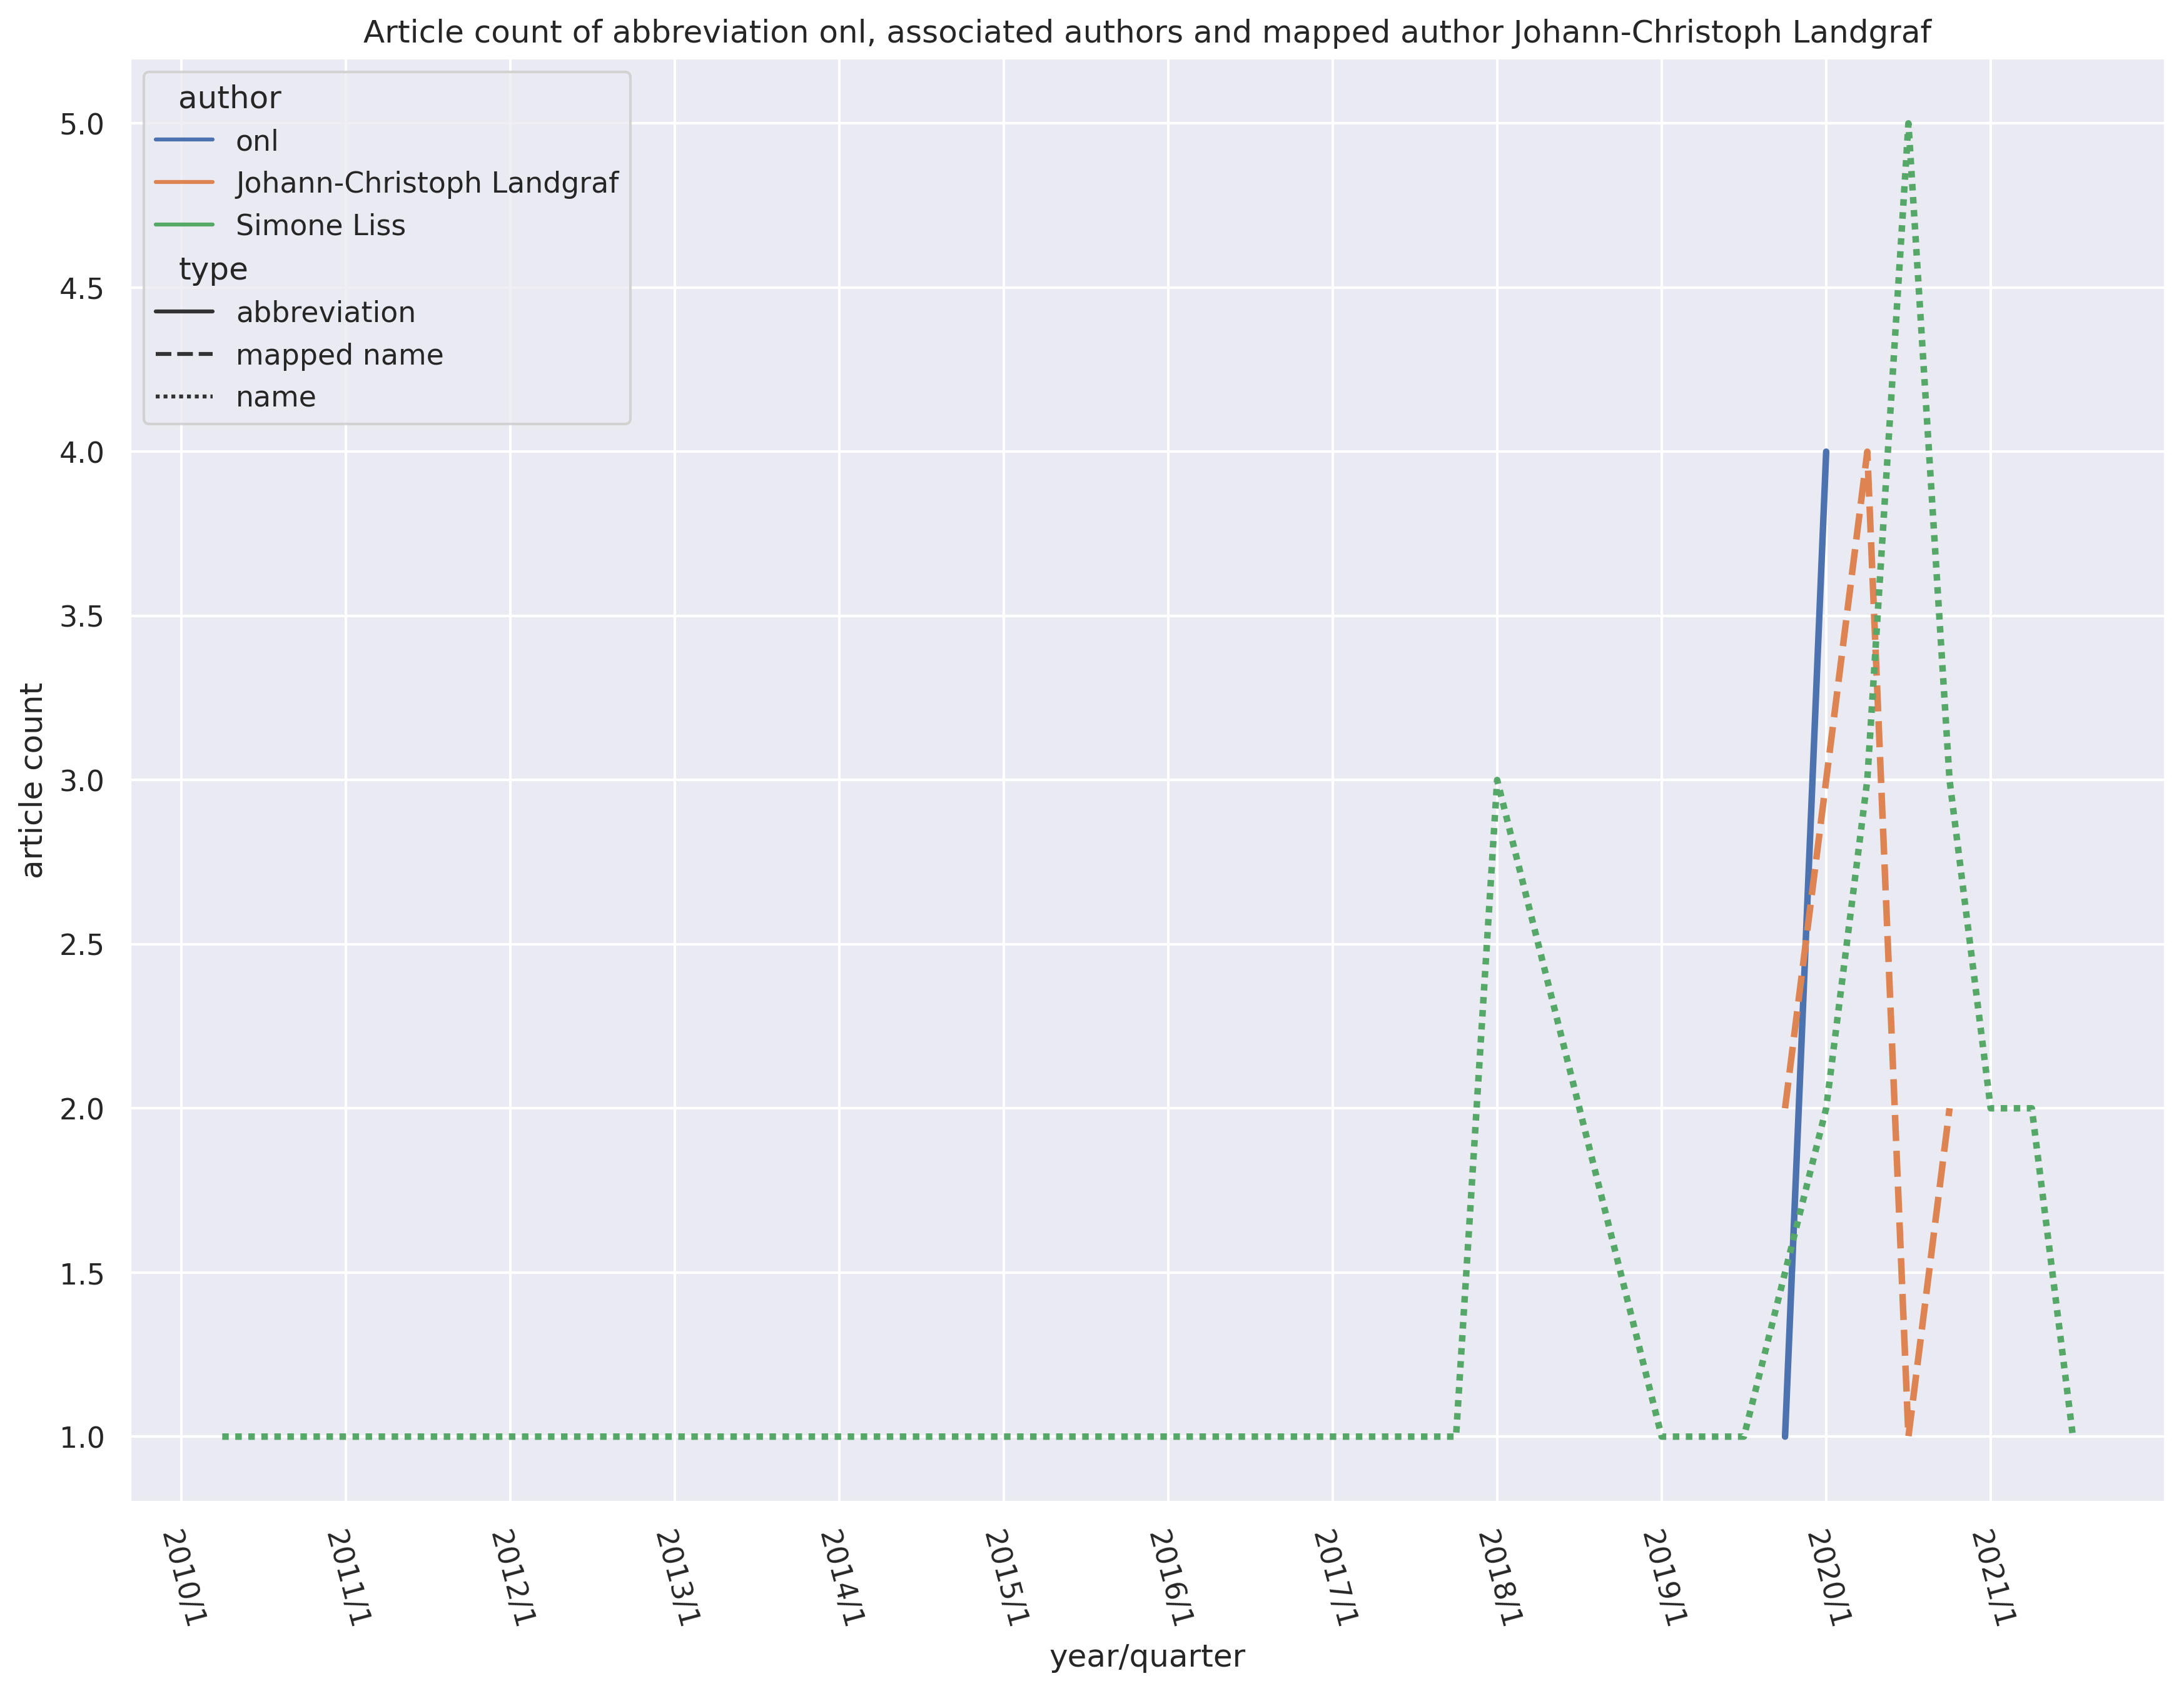 Article count of abbreviation onl, associated authors and mapped author Johann-Christoph Landgraf
author
onl
Johann-Christoph Landgraf
Simone Liss
type
abbreviation
mapped name
name
5.0
4.5
4.0
3.5
3.0
2.5
2.0
1.5
1.0
article count
2010/1
2011/1
2012/1
2013/1
2014/1
2015/1
2016/1
2017/1
2018/1
2019/1
2020/1
2021/1
year/quarter